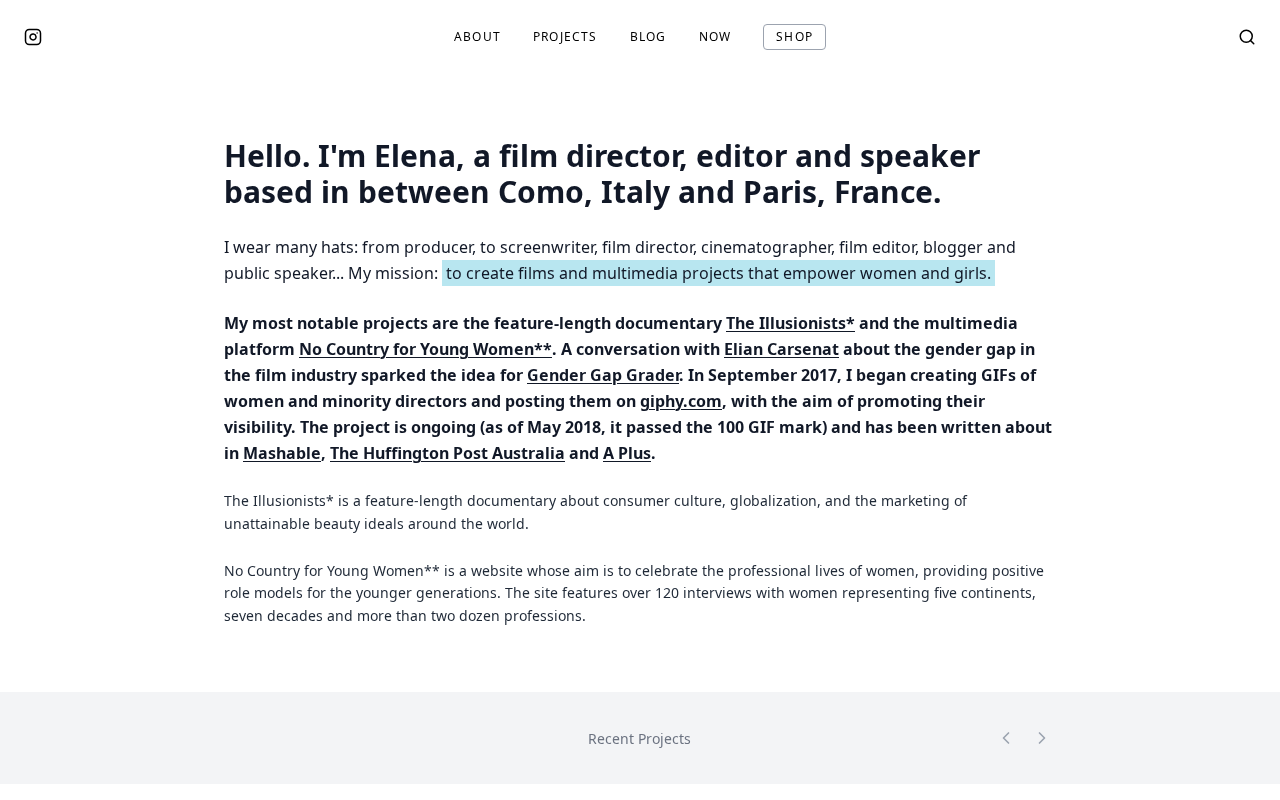 ABOUT PROJECTS BLOG NOW SHOP
Hello. I'm Elena, a film director, editor and speaker
based in between Como, Italy and Paris, France.
I wear many hats: from producer, to screenwriter, film director, cinematographer, film editor, blogger and
public speaker... My mission: to create films and multimedia projects that empower women and girls.
My most notable projects are the feature-length documentary The Illusionists* and the multimedia
platform No Country for Young Women**. A conversation with Elian Carsenat about the gender gap in
the film industry sparked the idea for Gender Gap Grader. In September 2017, I began creating GIFs of
women and minority directors and posting them on giphy.com, with the aim of promoting their
visibility. The project is ongoing (as of May 2018, it passed the 100 GIF mark) and has been written about
in Mashable, The Huffington Post Australia and A Plus.
The Illusionists* is a feature-length documentary about consumer culture, globalization, and the marketing of
unattainable beauty ideals around the world.
No Country for Young Women** is a website whose aim is to celebrate the professional lives of women, providing positive
role models for the younger generations. The site features over 120 interviews with women representing five continents,
seven decades and more than two dozen professions.
Recent Projects